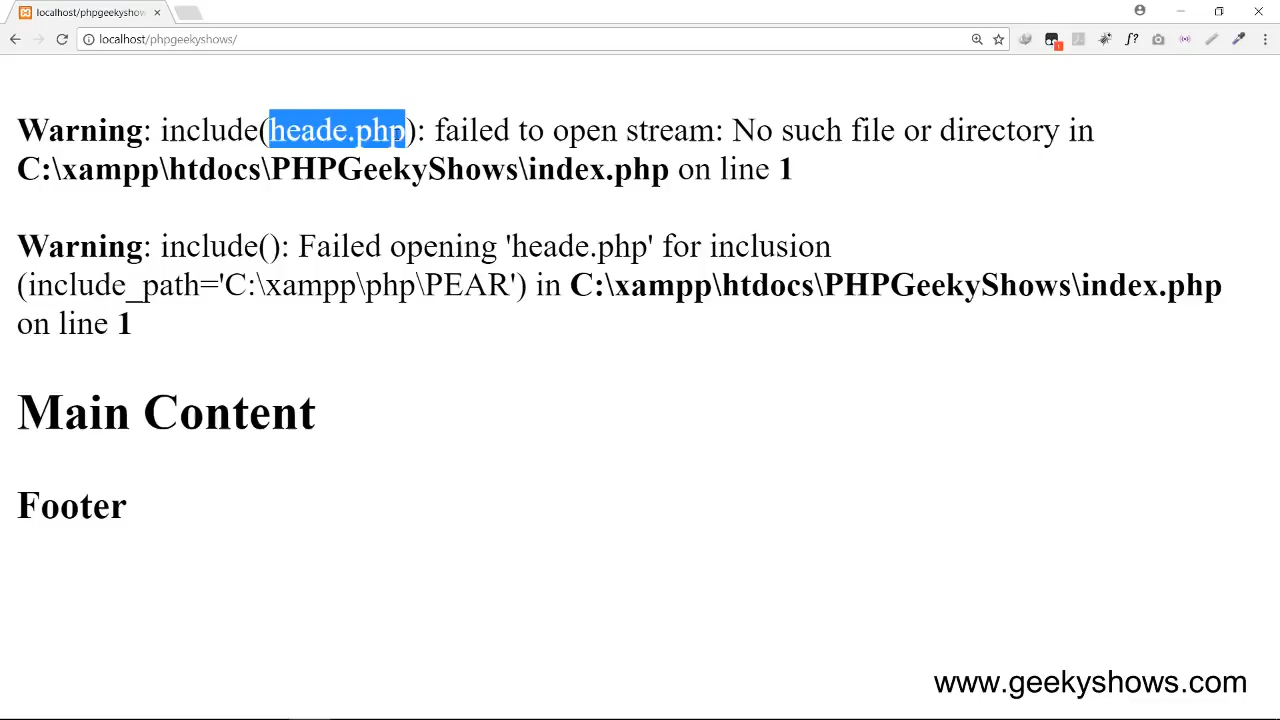 localhost/phpgeekyshow
localhost/phpgeekyshows/
Warning: include(heade.php): failed to open stream: No such file or directory in
C:\xampp\htdocs\PHPGeekyShows\index.php on line 1
Warning: include(): Failed opening 'heade.php' for inclusion
(include_path='C:\xampp\php\PEAR') in C:\xampp\htdocs\PHPGeekyShows\index.php
on line 1
Main Content
Footer
www.geekyshows.com